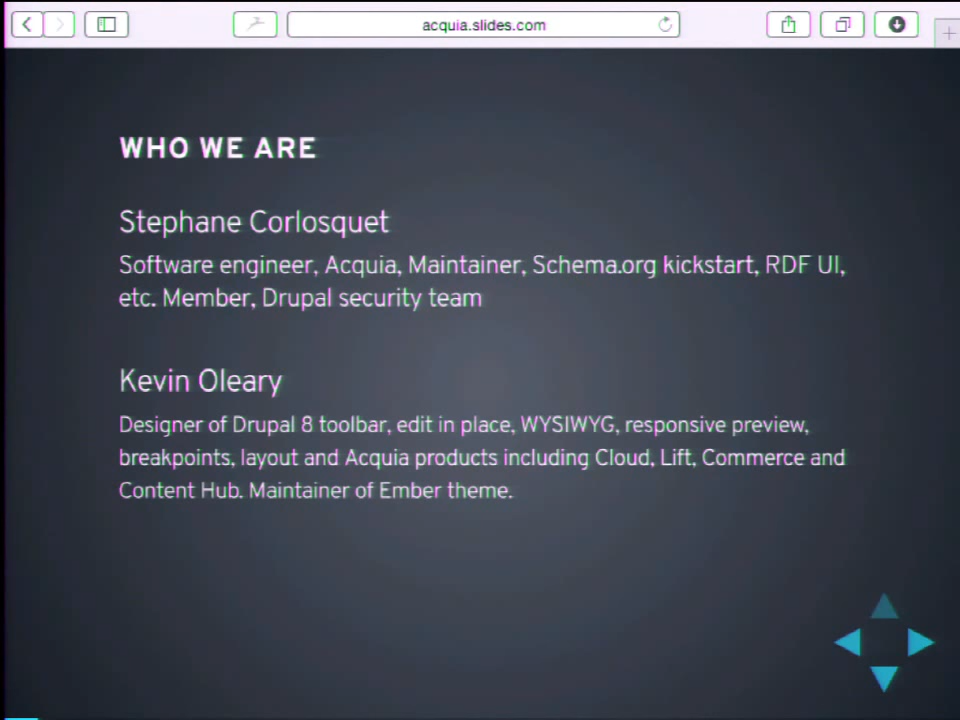 acquia.slides.com
WHO WE ARE
Stephane Corlosquet
Software engineer, Acquia, Maintainer, Schema.org kickstart, RDF UI,
etc. Member, Drupal security team
Kevin Oleary
Designer of Drupal 8 toolbar, edit in place, WYSIWYG, responsive preview,
breakpoints, layout and Acquia products including Cloud, Lift, Commerce and
Content Hub. Maintainer of Ember theme.